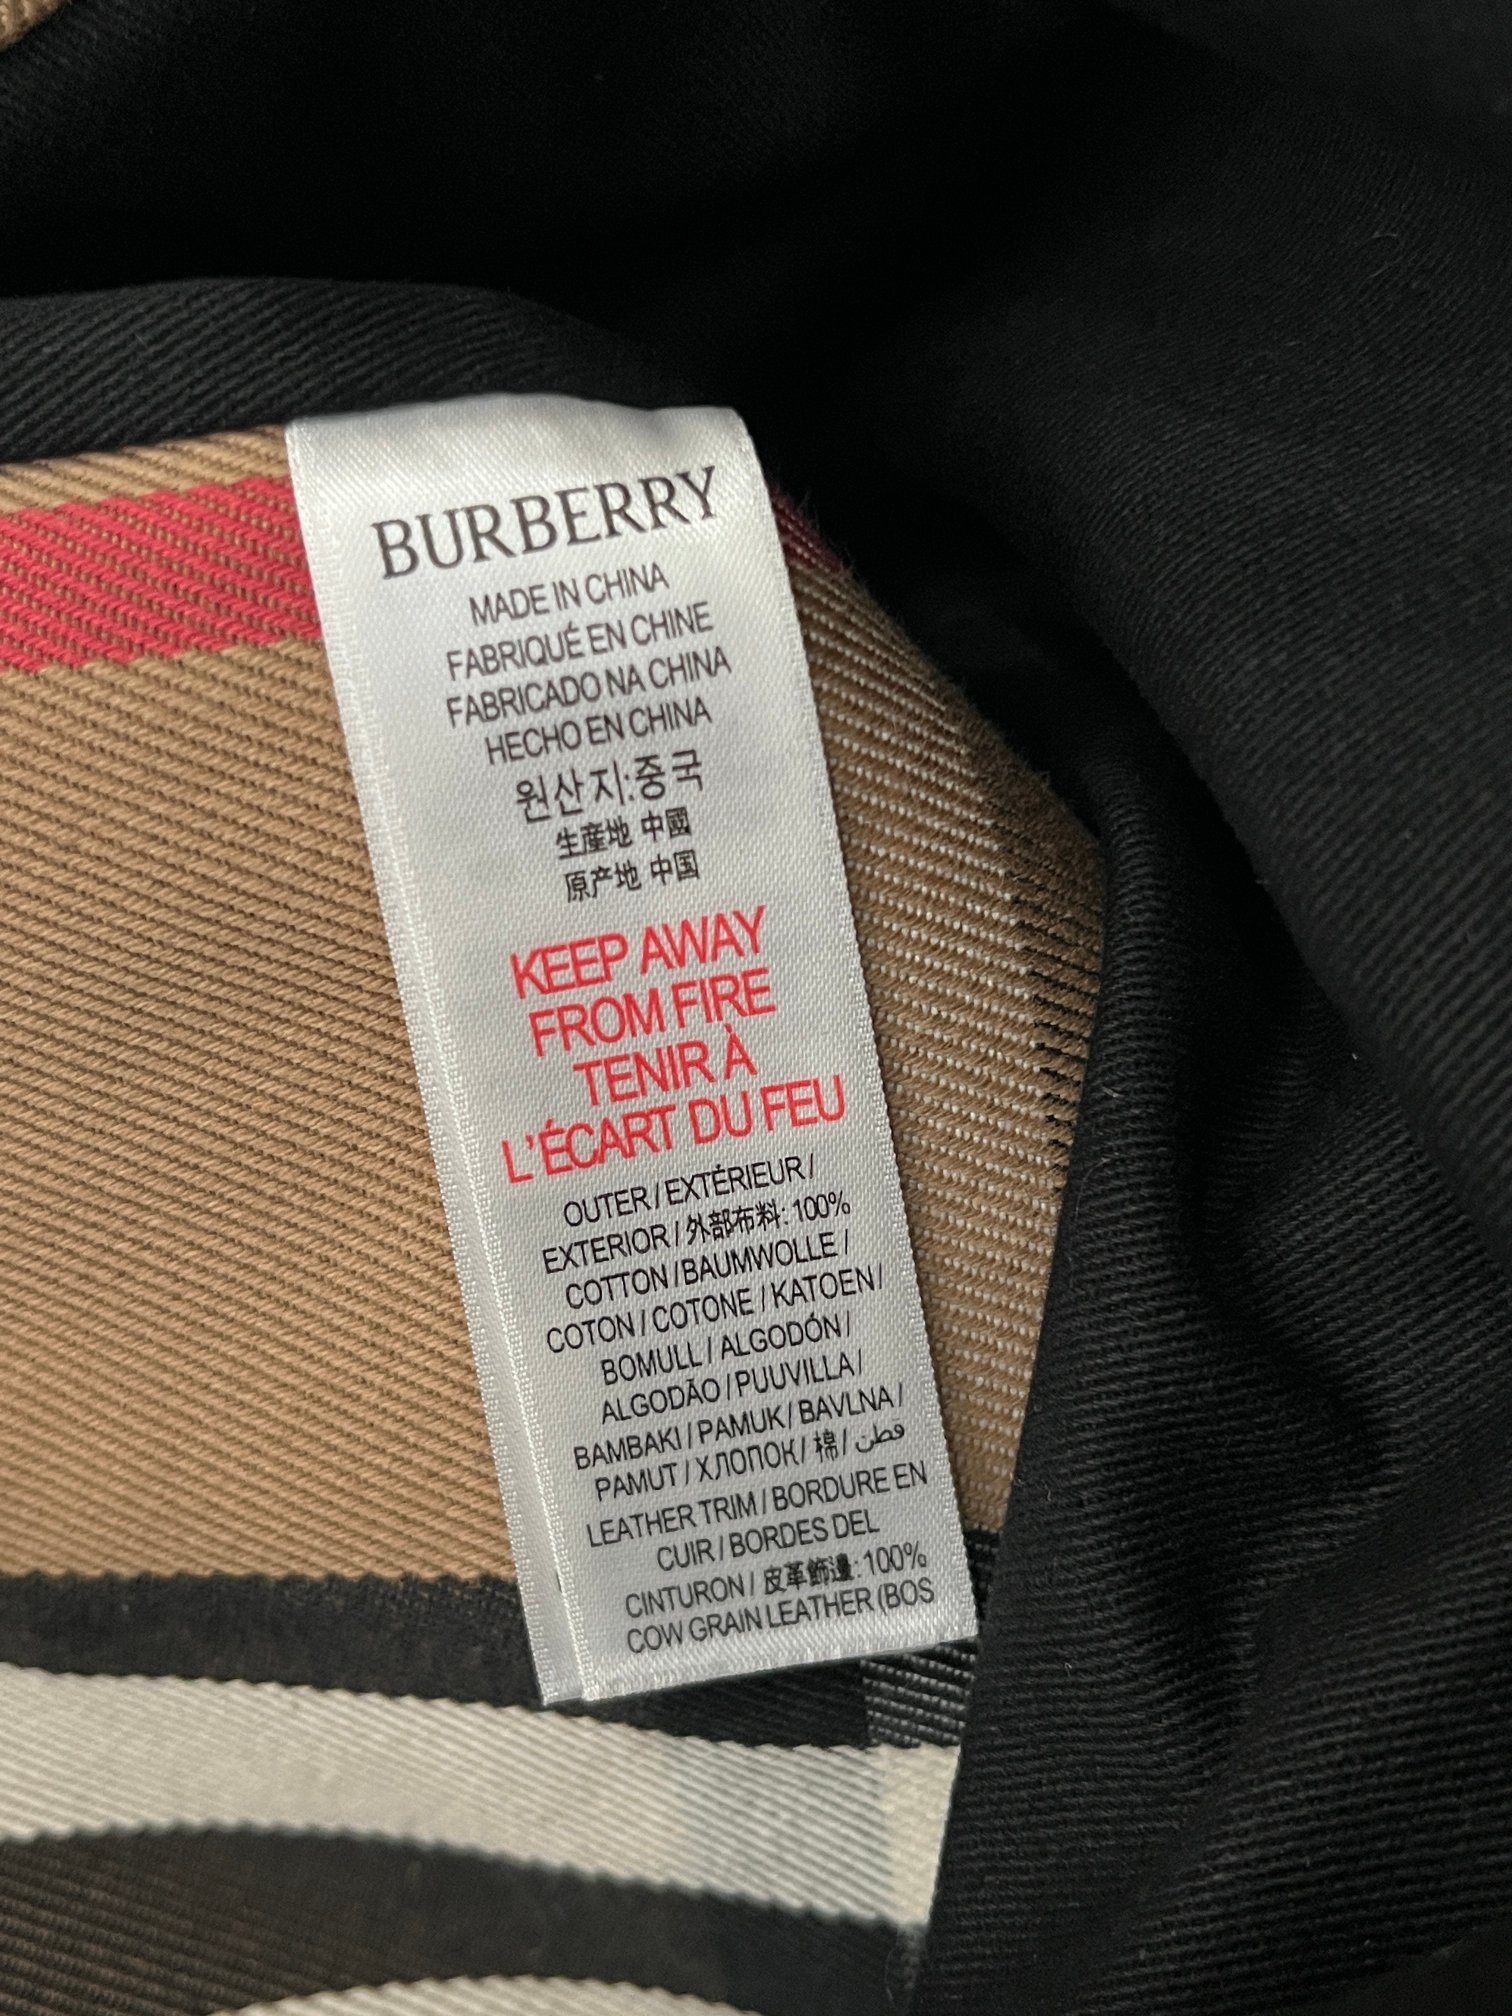 BURBERRY
MADE IN CHINA
FABRIQUÉ EN CHINE
FABRICADO NA CHINA
HECHO EN CHINA
원산지:중국
生産地 中國
原产地 中国
KEEP AWAY
FROM FIRE
TENIR À
L'ÉCART DU FEU
OUTER / EXTÉRIEUR /
EXTERIOR / 外部布料: 100%
COTTON / BAUMWOLLE /
COTON / COTONE / KATOEN /
BOMULL / ALGODÓN /
ALGODÃO / PUUVILLA /
BAMBAKI / PAMUK / BAVLNA /
PAMUT / ХЛОПОК / 棉 / قطن
LEATHER TRIM / BORDURE EN
CUIR / BORDES DEL
CINTURON / 皮革飾邊: 100%
COW GRAIN LEATHER (BOS